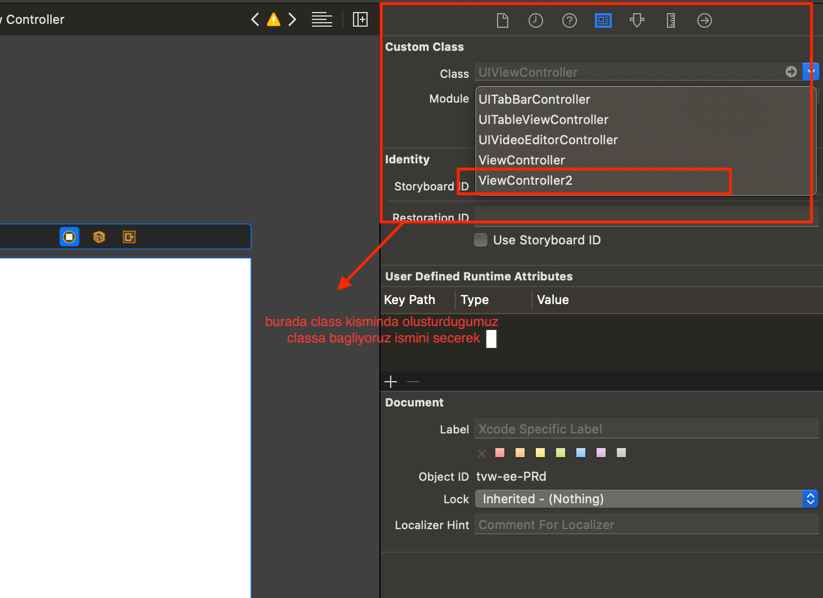 Controller
Custom Class
Class UIViewController
Module
UITabBarController
UITableViewController
UIVideoEditorController
ViewController
ViewController2
Identity
Storyboard ID
Restoration ID
Use Storyboard ID
User Defined Runtime Attributes
Key Path Type Value
burada class kisminda olusturdugumuz
classa bagliyoruz ismini secerek
Document
Label Xcode Specific Label
Object ID tvw-ee-PRd
Lock Inherited - (Nothing)
Localizer Hint Comment For Localizer